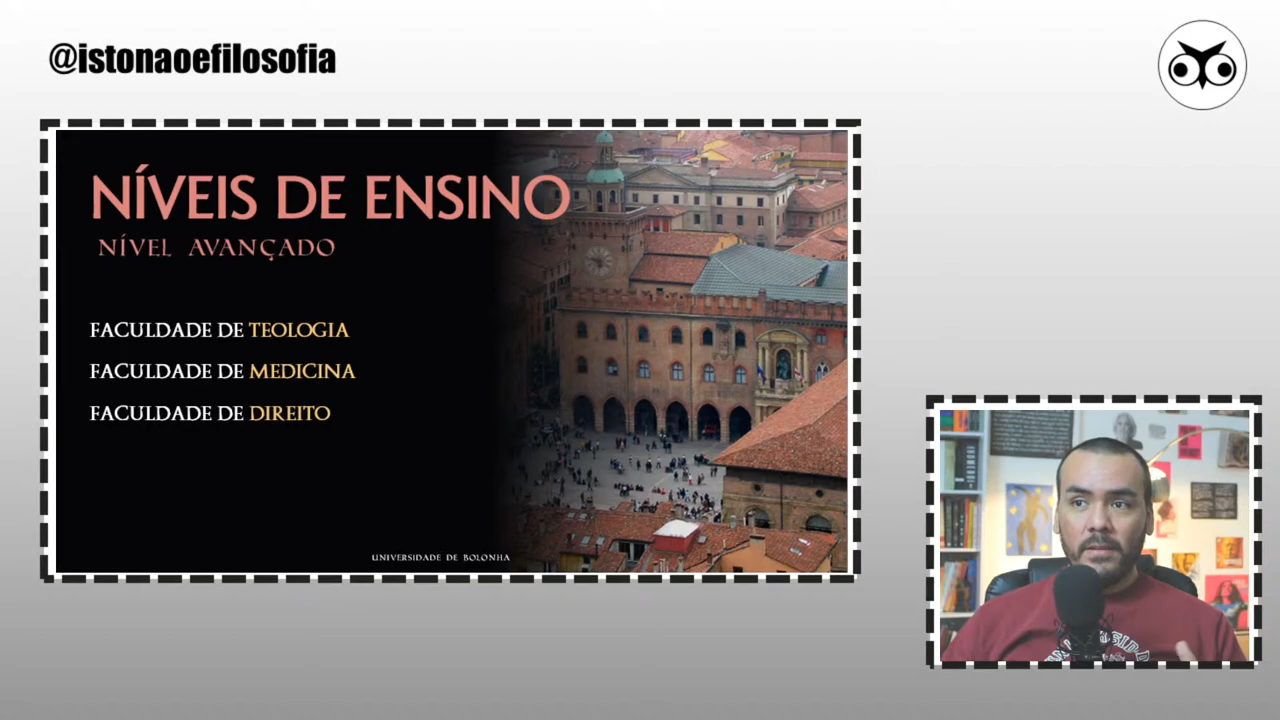 @istonaoefilosofia
NÍVEIS DE ENSINO
NÍVEL AVANÇADO
FACULDADE DE TEOLOGIA
FACULDADE DE MEDICINA
FACULDADE DE DIREITO
UNIVERSIDADE DE BOLONHA